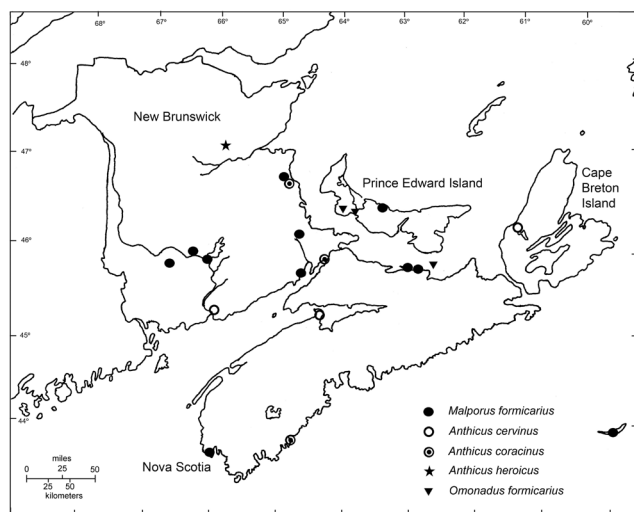 68° 67° 66° 65° 64° 63° 62° 61° 60°
48°
47°
46°
45°
44°
New Brunswick
Prince Edward Island
Cape
Breton
Island
Nova Scotia
miles
50 25 0 50
25 50
kilometers
Malporus formicarius
Anthicus cervinus
Anthicus coracinus
Anthicus heroicus
Omonadus formicarius